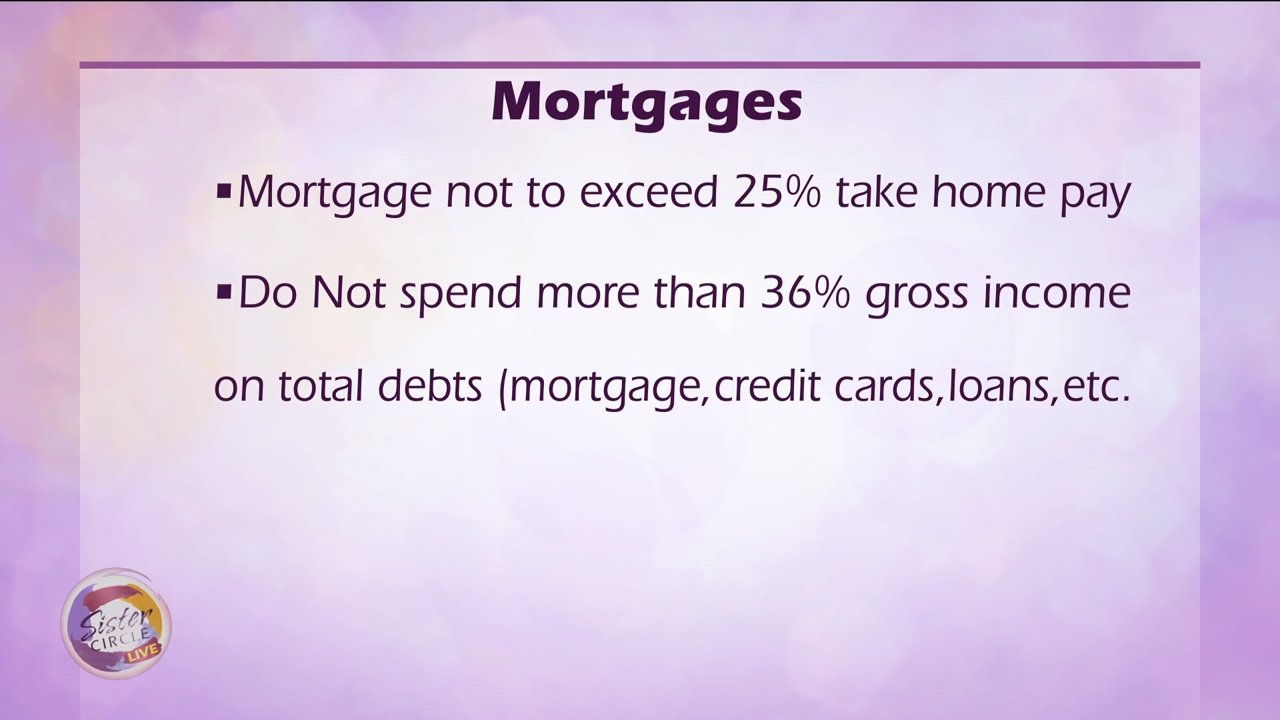 Mortgages
▪Mortgage not to exceed 25% take home pay
▪Do Not spend more than 36% gross income
on total debts (mortgage,credit cards,loans,etc.
Sister
CIRCLE
LIVE